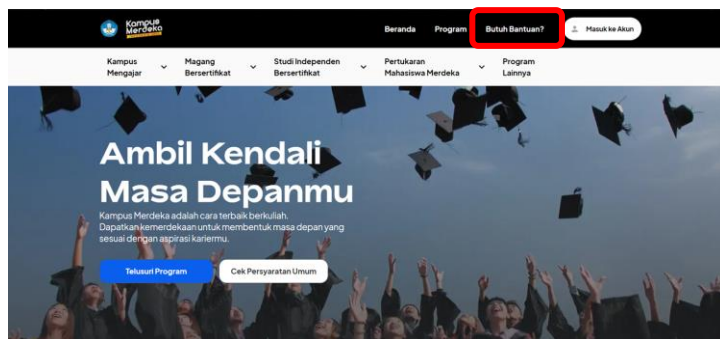 Kampus
Merdeka
Beranda Program Butuh Bantuan? Masuk ke Akun
Kampus
Mengajar
Magang
Bersertifikat
Studi Independen
Bersertifikat
Pertukaran
Mahasiswa Merdeka
Program
Lainnya
Ambil Kendali
Masa Depanmu
Kampus Merdeka adalah cara terbaik berkuliah.
Dapatkan kemerdekaan untuk membentuk masa depan yang
sesuai dengan aspirasi kariermu.
Telusuri Program Cek Persyaratan Umum